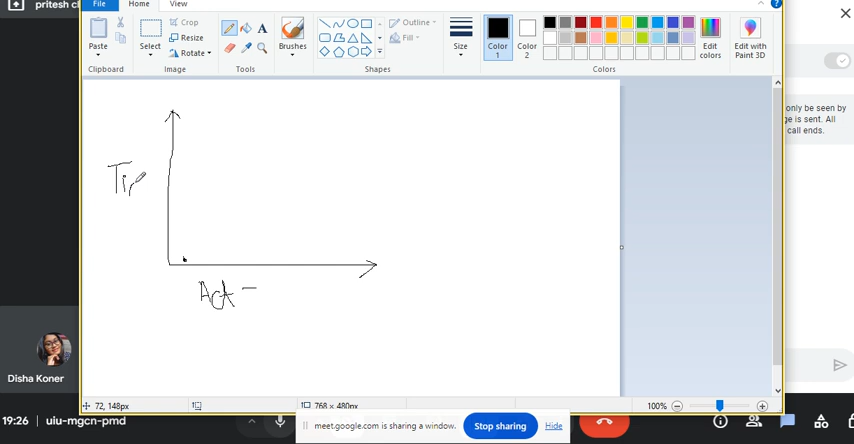 pritesh c
File
Home
View
Paste
Clipboard
Select
Crop
Resize
Rotate
Image
Tools
Brushes
Shapes
Outline
Fill
Size
Color 1
Color 2
Colors
Edit colors
Edit with Paint 3D
only be seen by
ge is sent. All
call ends.
Act -
Disha Koner
72, 148px
768 × 480px
100%
19:26
uiu-mgcn-pmd
meet.google.com is sharing a window.
Stop sharing
Hide